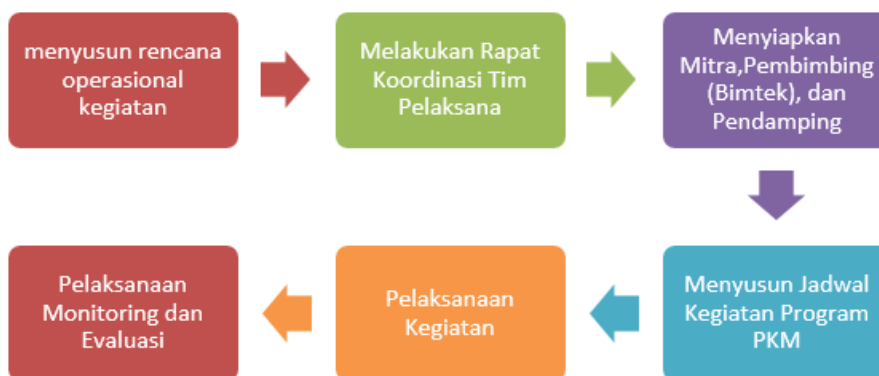 menyusun rencana
operasional
kegiatan
Melakukan Rapat
Koordinasi Tim
Pelaksana
Menyiapkan
Mitra,Pembimbing
(Bimtek), dan
Pendamping
Menyusun Jadwal
Kegiatan Program
PKM
Pelaksanaan
Kegiatan
Pelaksanaan
Monitoring dan
Evaluasi